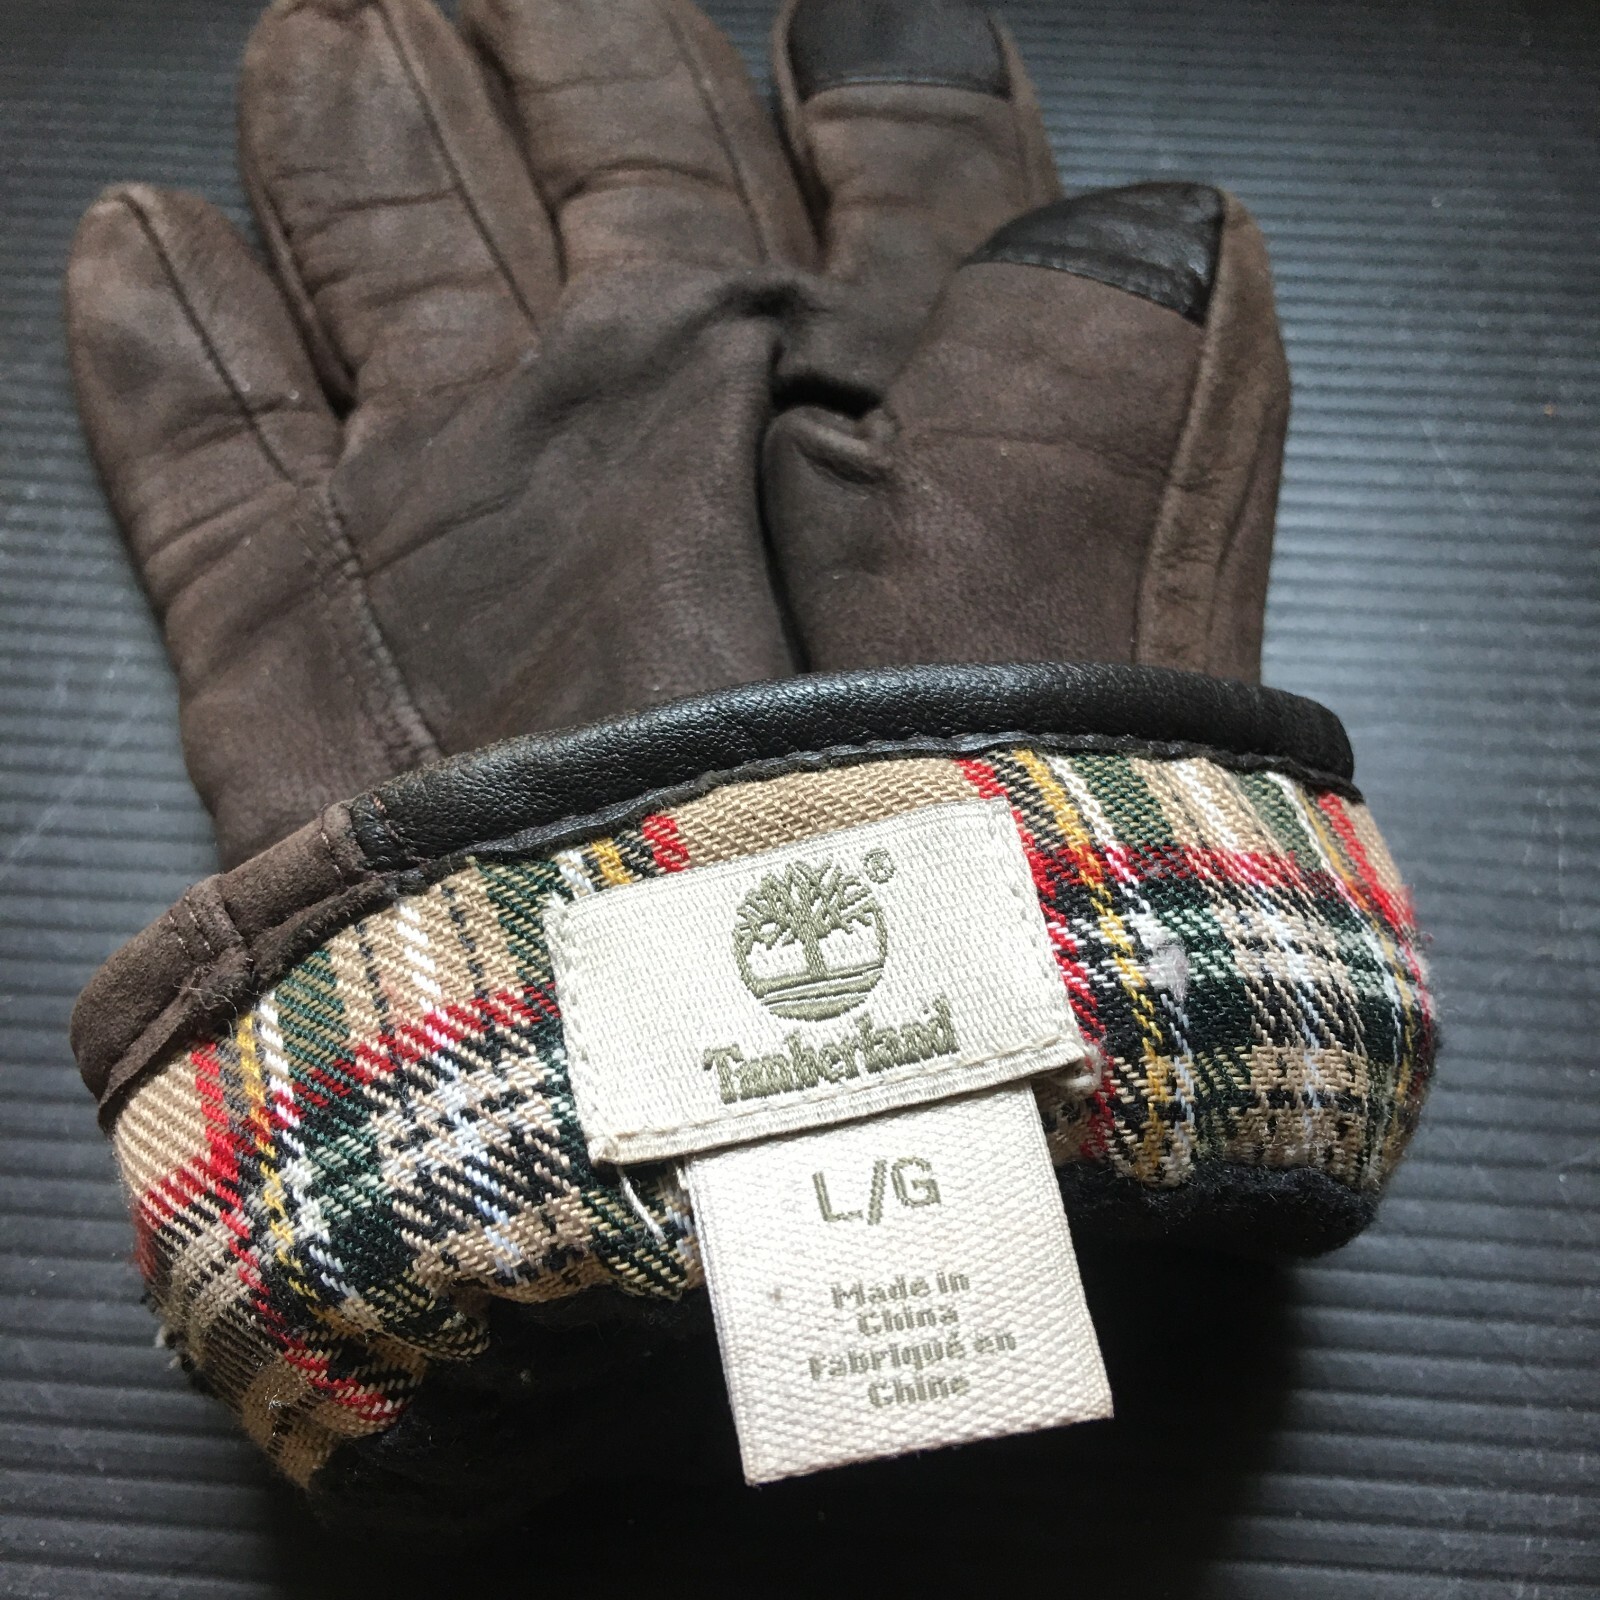 ®
Timberland
L/G
Made in
China
Fabriqué en
Chine